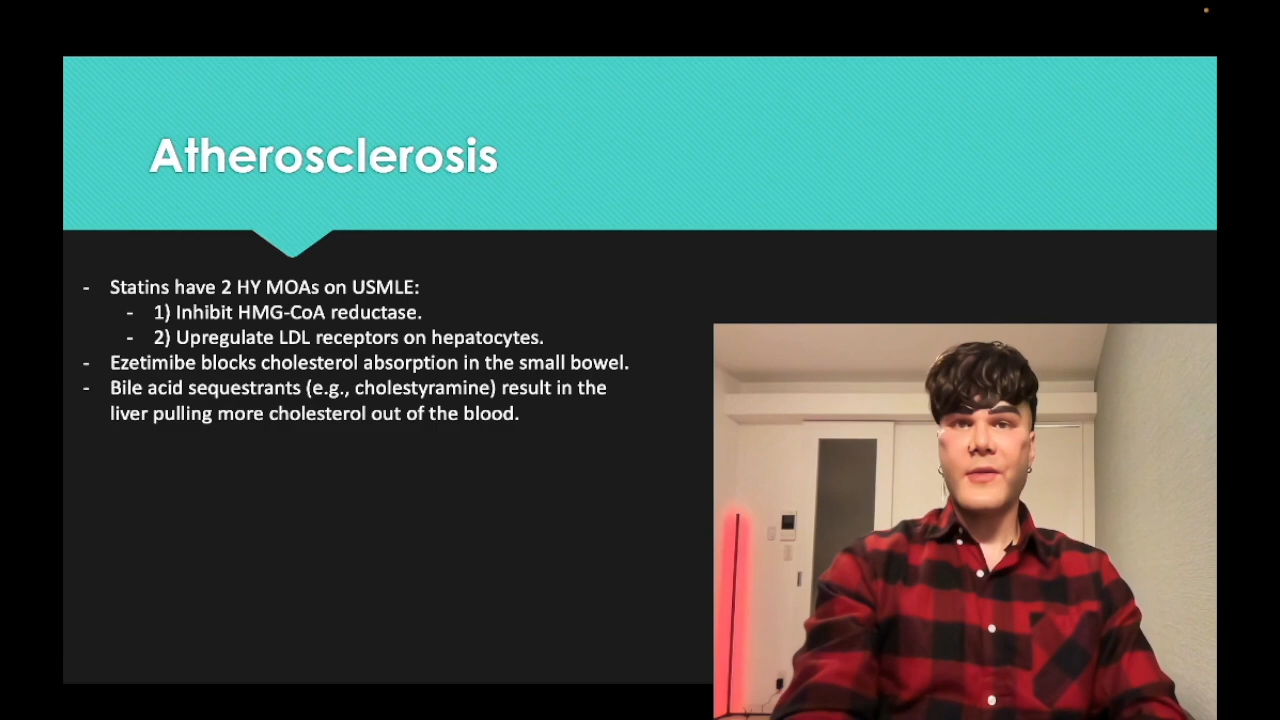 Atherosclerosis
- Statins have 2 HY MOAs on USMLE:
- 1) Inhibit HMG-CoA reductase.
- 2) Upregulate LDL receptors on hepatocytes.
- Ezetimibe blocks cholesterol absorption in the small bowel.
- Bile acid sequestrants (e.g., cholestyramine) result in the
liver pulling more cholesterol out of the blood.